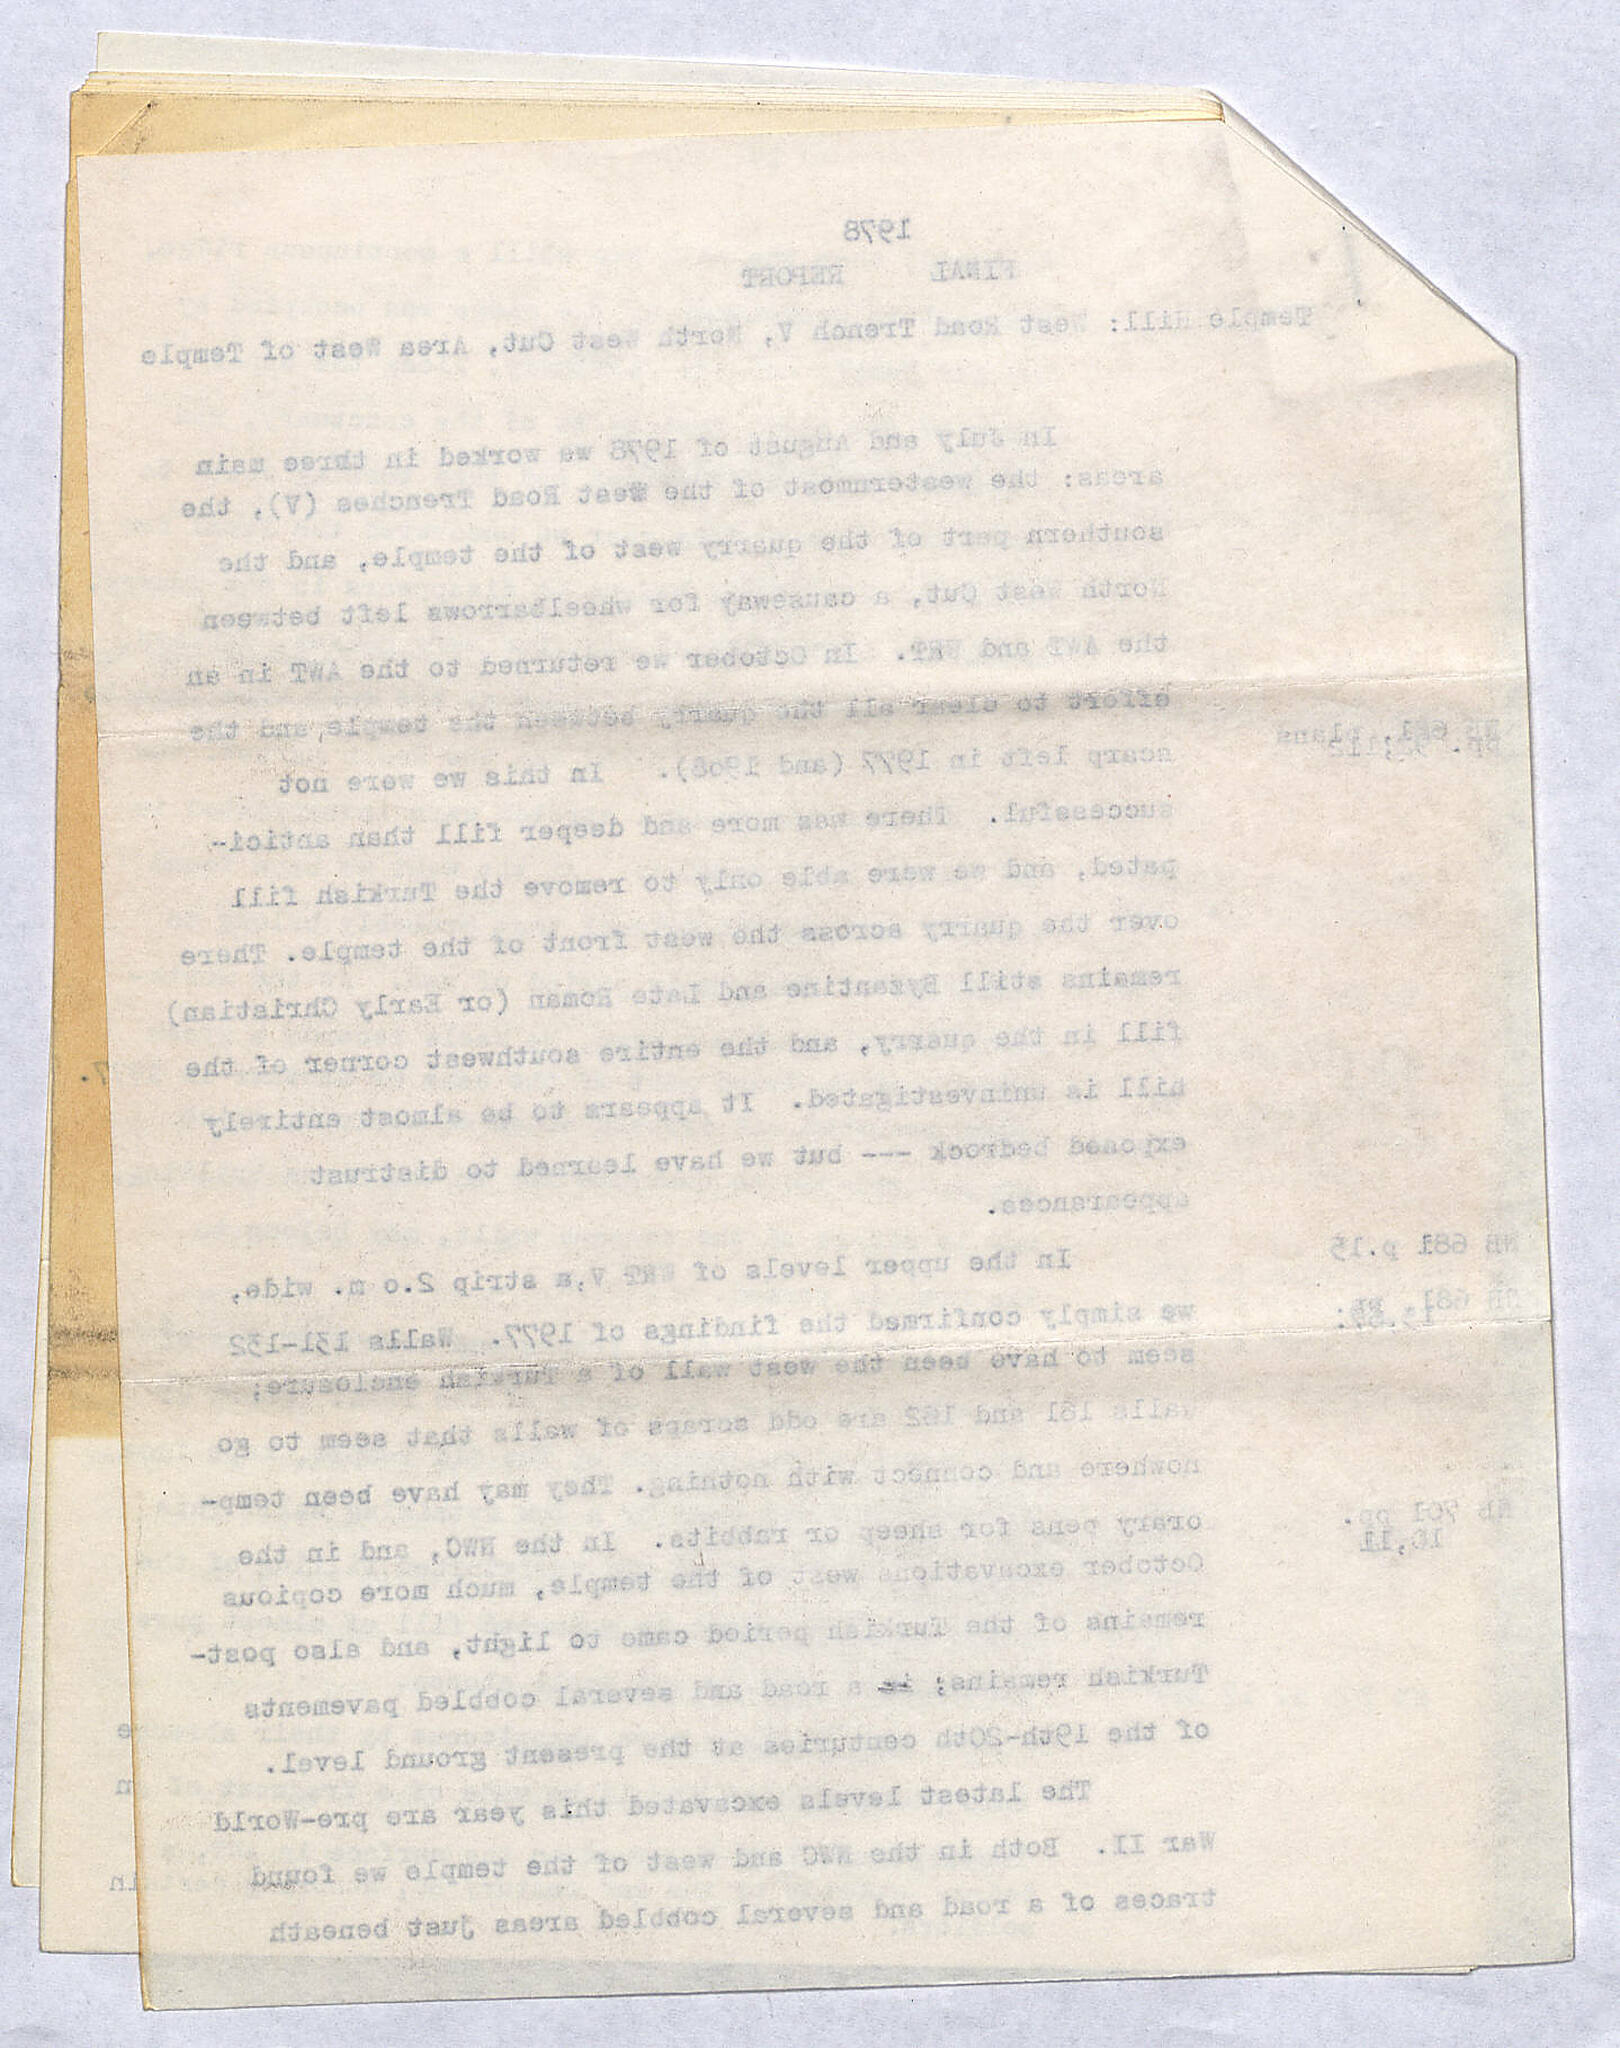 1978
FINAL REPORT
Temple Hill: West Road Trench V, North West Cut, Area West of Temple
In July and August of 1978 we worked in three main
areas: the westernmost of the West Road Trenches (V), the
southern part of the quarry west of the temple, and the
North West Cut, a causeway for wheelbarrows left between
the AWT and WRT. In October we returned to the AWT in an
effort to clear all the quarry between the temple and the
NB 681, plans
scarp left in 1977 (and 1968). In this we were not
successful. There was more and deeper fill than antici-
pated, and we were able only to remove the Turkish fill
over the quarry across the west front of the temple. There
remains still Byzantine and Late Roman (or Early Christian)
fill in the quarry, and the entire southwest corner of the
hill is uninvestigated. It appears to be almost entirely
exposed bedrock --- but we have learned to distrust
appearances.
In the upper levels of WRT V, a strip 2.0 m. wide,
NB 681 p.15
we simply confirmed the findings of 1977. Walls 131-132
NB 681,
seem to have been the west wall of a Turkish enclosure;
walls 161 and 162 are odd scraps of walls that seem to go
nowhere and connect with nothing. They may have been temp-
orary pens for sheep or rabbits. In the NWC, and in the
NB 701 pp.
10,11
October excavations west of the temple, much more copious
remains of the Turkish period came to light, and also post-
Turkish remains; a road and several cobbled pavements
of the 19th-20th centuries at the present ground level.
The latest levels excavated this year are pre-World
War II. Both in the NWC and west of the temple we found
traces of a road and several cobbled areas just beneath